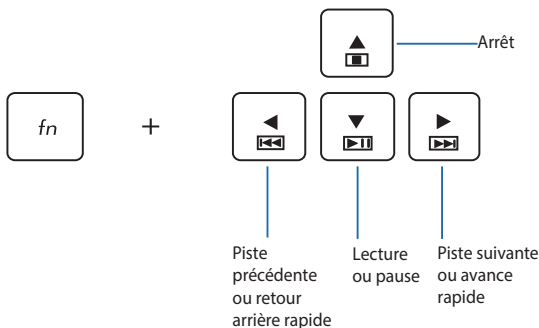 Arrêt
fn
+
Piste
précédente
ou retour
arrière rapide
Lecture
ou pause
Piste suivante
ou avance
rapide